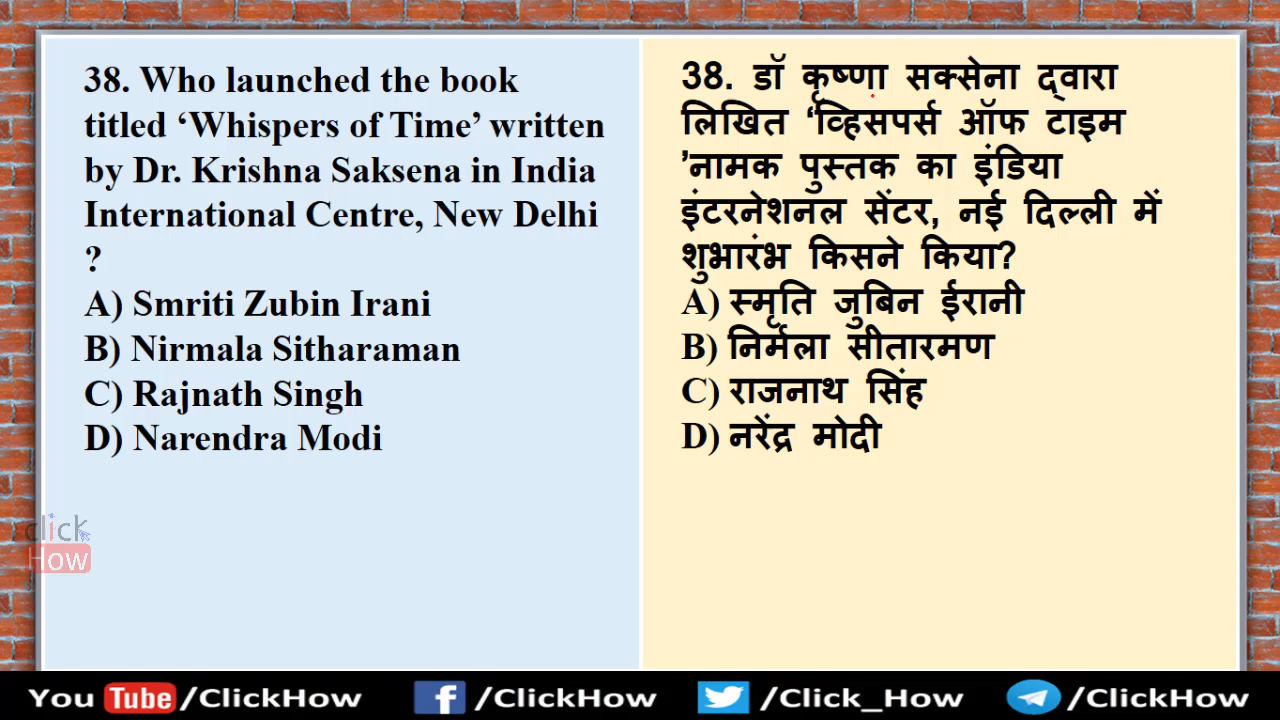 38. Who launched the book
titled ‘Whispers of Time’ written
by Dr. Krishna Saksena in India
International Centre, New Delhi
?
A) Smriti Zubin Irani
B) Nirmala Sitharaman
C) Rajnath Singh
D) Narendra Modi
38. डॉ कृष्णा सक्सेना द्वारा
लिखित ‘व्हिसपर्स ऑफ टाइम
’नामक पुस्तक का इंडिया
इंटरनेशनल सेंटर, नई दिल्ली में
शुभारंभ किसने किया?
A) स्मृति जुबिन ईरानी
B) निर्मला सीतारमण
C) राजनाथ सिंह
D) नरेंद्र मोदी
click
How
You Tube /ClickHow
f /ClickHow
/Click_How
/ClickHow